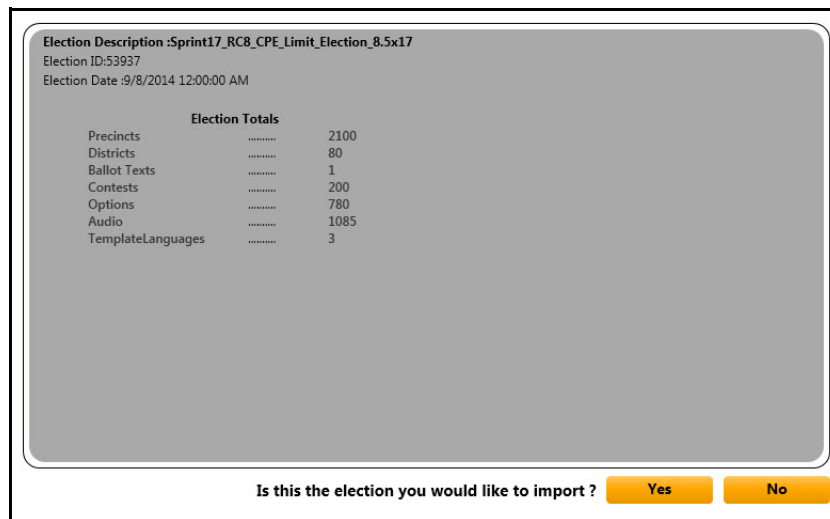 Election Description :Sprint17_RC8_CPE_Limit_Election_8.5x17
Election ID:53937
Election Date :9/8/2014 12:00:00 AM
Election Totals
Precincts .......... 2100
Districts .......... 80
Ballot Texts .......... 1
Contests .......... 200
Options .......... 780
Audio .......... 1085
TemplateLanguages .......... 3
Is this the election you would like to import ? Yes No